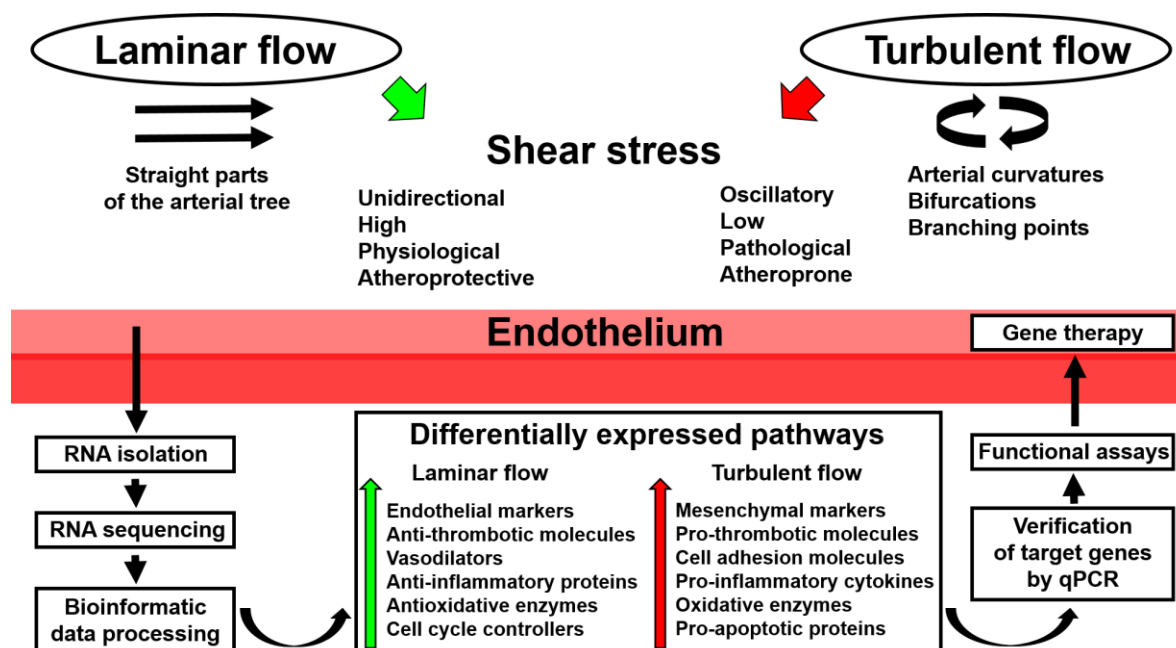 Laminar flow
Turbulent flow
Straight parts
of the arterial tree
Shear stress
Unidirectional
High
Physiological
Atheroprotective
Oscillatory
Low
Pathological
Atheroprone
Arterial curvatures
Bifurcations
Branching points
Endothelium
Gene therapy
RNA isolation
RNA sequencing
Bioinformatic
data processing
Differentially expressed pathways
Laminar flow
Endothelial markers
Anti-thrombotic molecules
Vasodilators
Anti-inflammatory proteins
Antioxidative enzymes
Cell cycle controllers
Turbulent flow
Mesenchymal markers
Pro-thrombotic molecules
Cell adhesion molecules
Pro-inflammatory cytokines
Oxidative enzymes
Pro-apoptotic proteins
Functional assays
Verification
of target genes
by qPCR